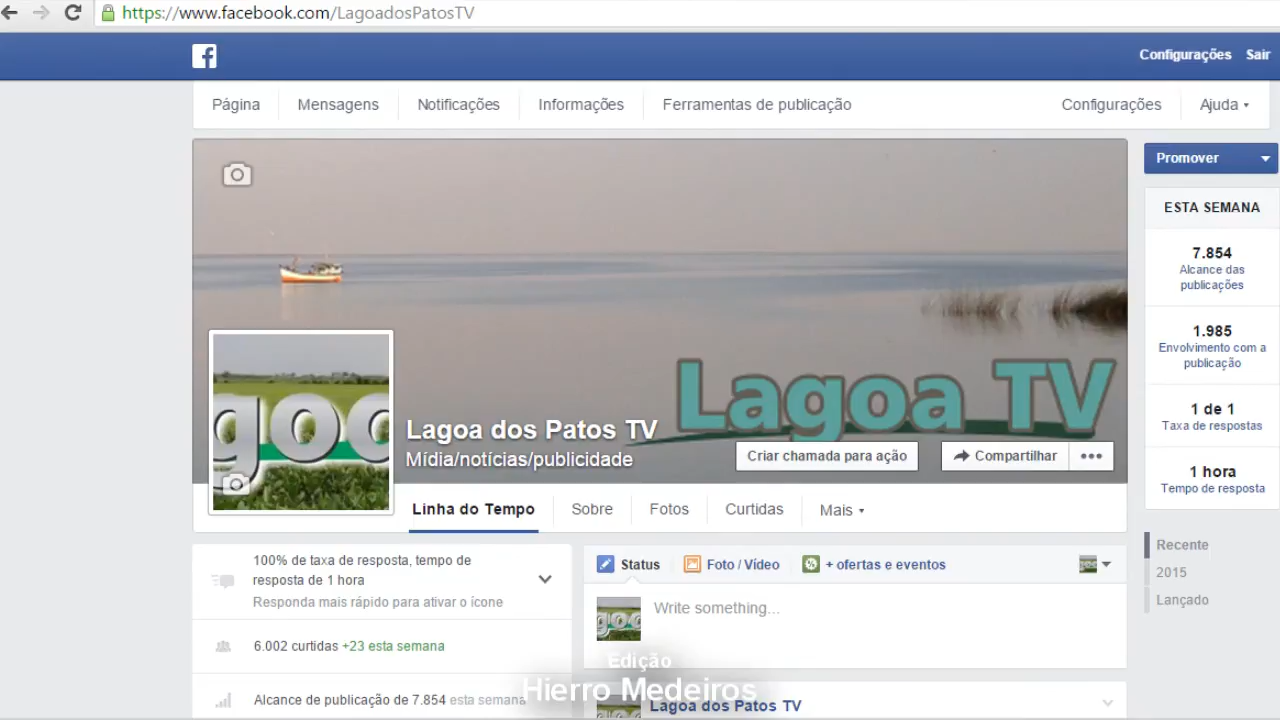 https://www.facebook.com/LagoadosPatosTV
Configurações Sair
Página Mensagens Notificações Informações Ferramentas de publicação Configurações Ajuda
Promover
ESTA SEMANA
7.854
Alcance das
publicações
1.985
Envolvimento com a
publicação
1 de 1
Taxa de respostas
1 hora
Tempo de resposta
Lagoa TV
goo
Lagoa dos Patos TV
Mídia/notícias/publicidade
Criar chamada para ação Compartilhar
Linha do Tempo Sobre Fotos Curtidas Mais
Recente
2015
Lançado
100% de taxa de resposta, tempo de
resposta de 1 hora
Responda mais rápido para ativar o ícone
6.002 curtidas +23 esta semana
Alcance de publicação de 7.854 esta semana
Status Foto / Vídeo + ofertas e eventos
Write something...
Lagoa dos Patos TV
Edição
Hierro Medeiros